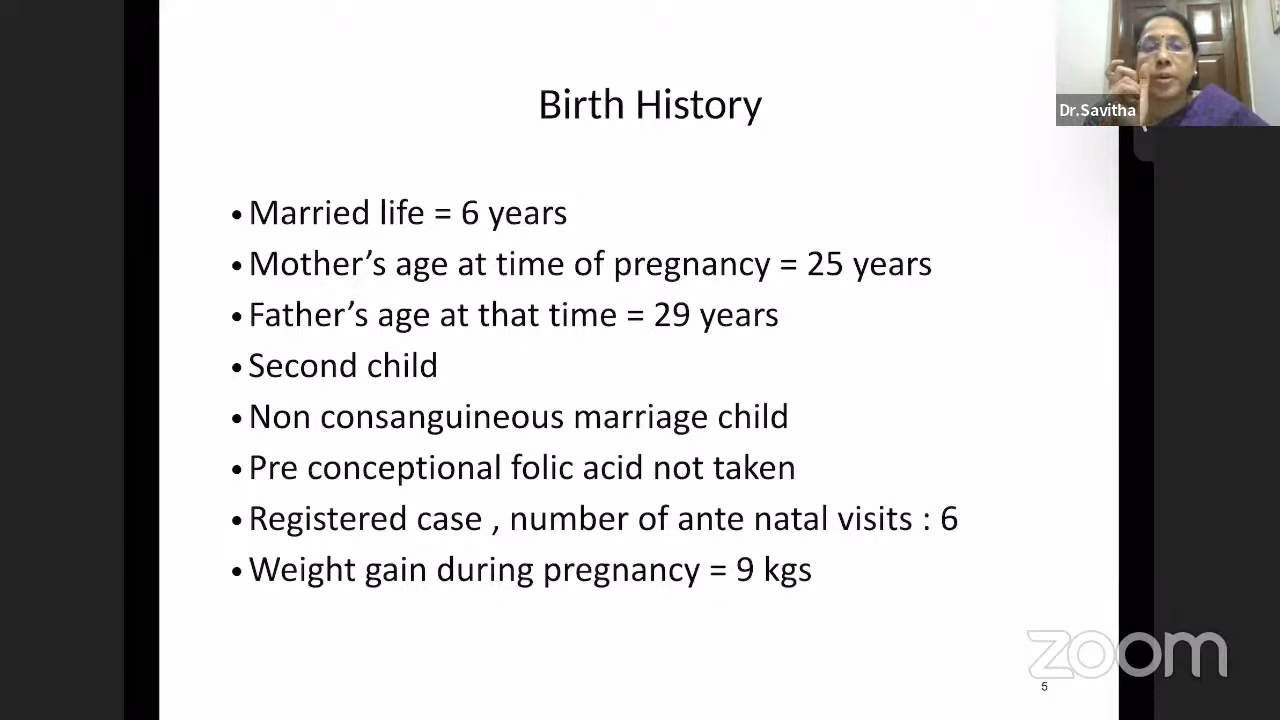 Birth History
Dr.Savitha
• Married life = 6 years
• Mother’s age at time of pregnancy = 25 years
• Father’s age at that time = 29 years
• Second child
• Non consanguineous marriage child
• Pre conceptional folic acid not taken
• Registered case , number of ante natal visits : 6
• Weight gain during pregnancy = 9 kgs
zoom
5